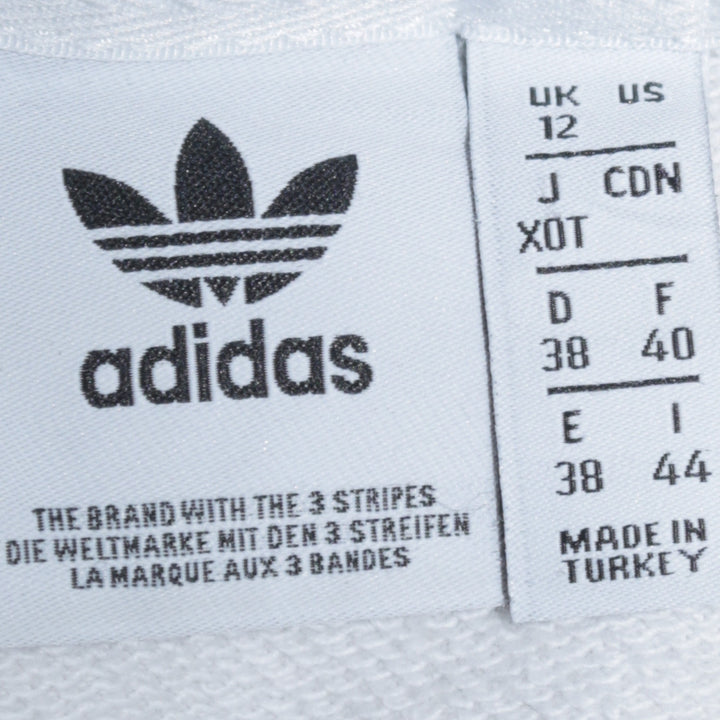 adidas
THE BRAND WITH THE 3 STRIPES
DIE WELTMARKE MIT DEN 3 STREIFEN
LA MARQUE AUX 3 BANDES
UK US
12
J CDN
XOT
D F
38 40
E I
38 44
MADE IN
TURKEY